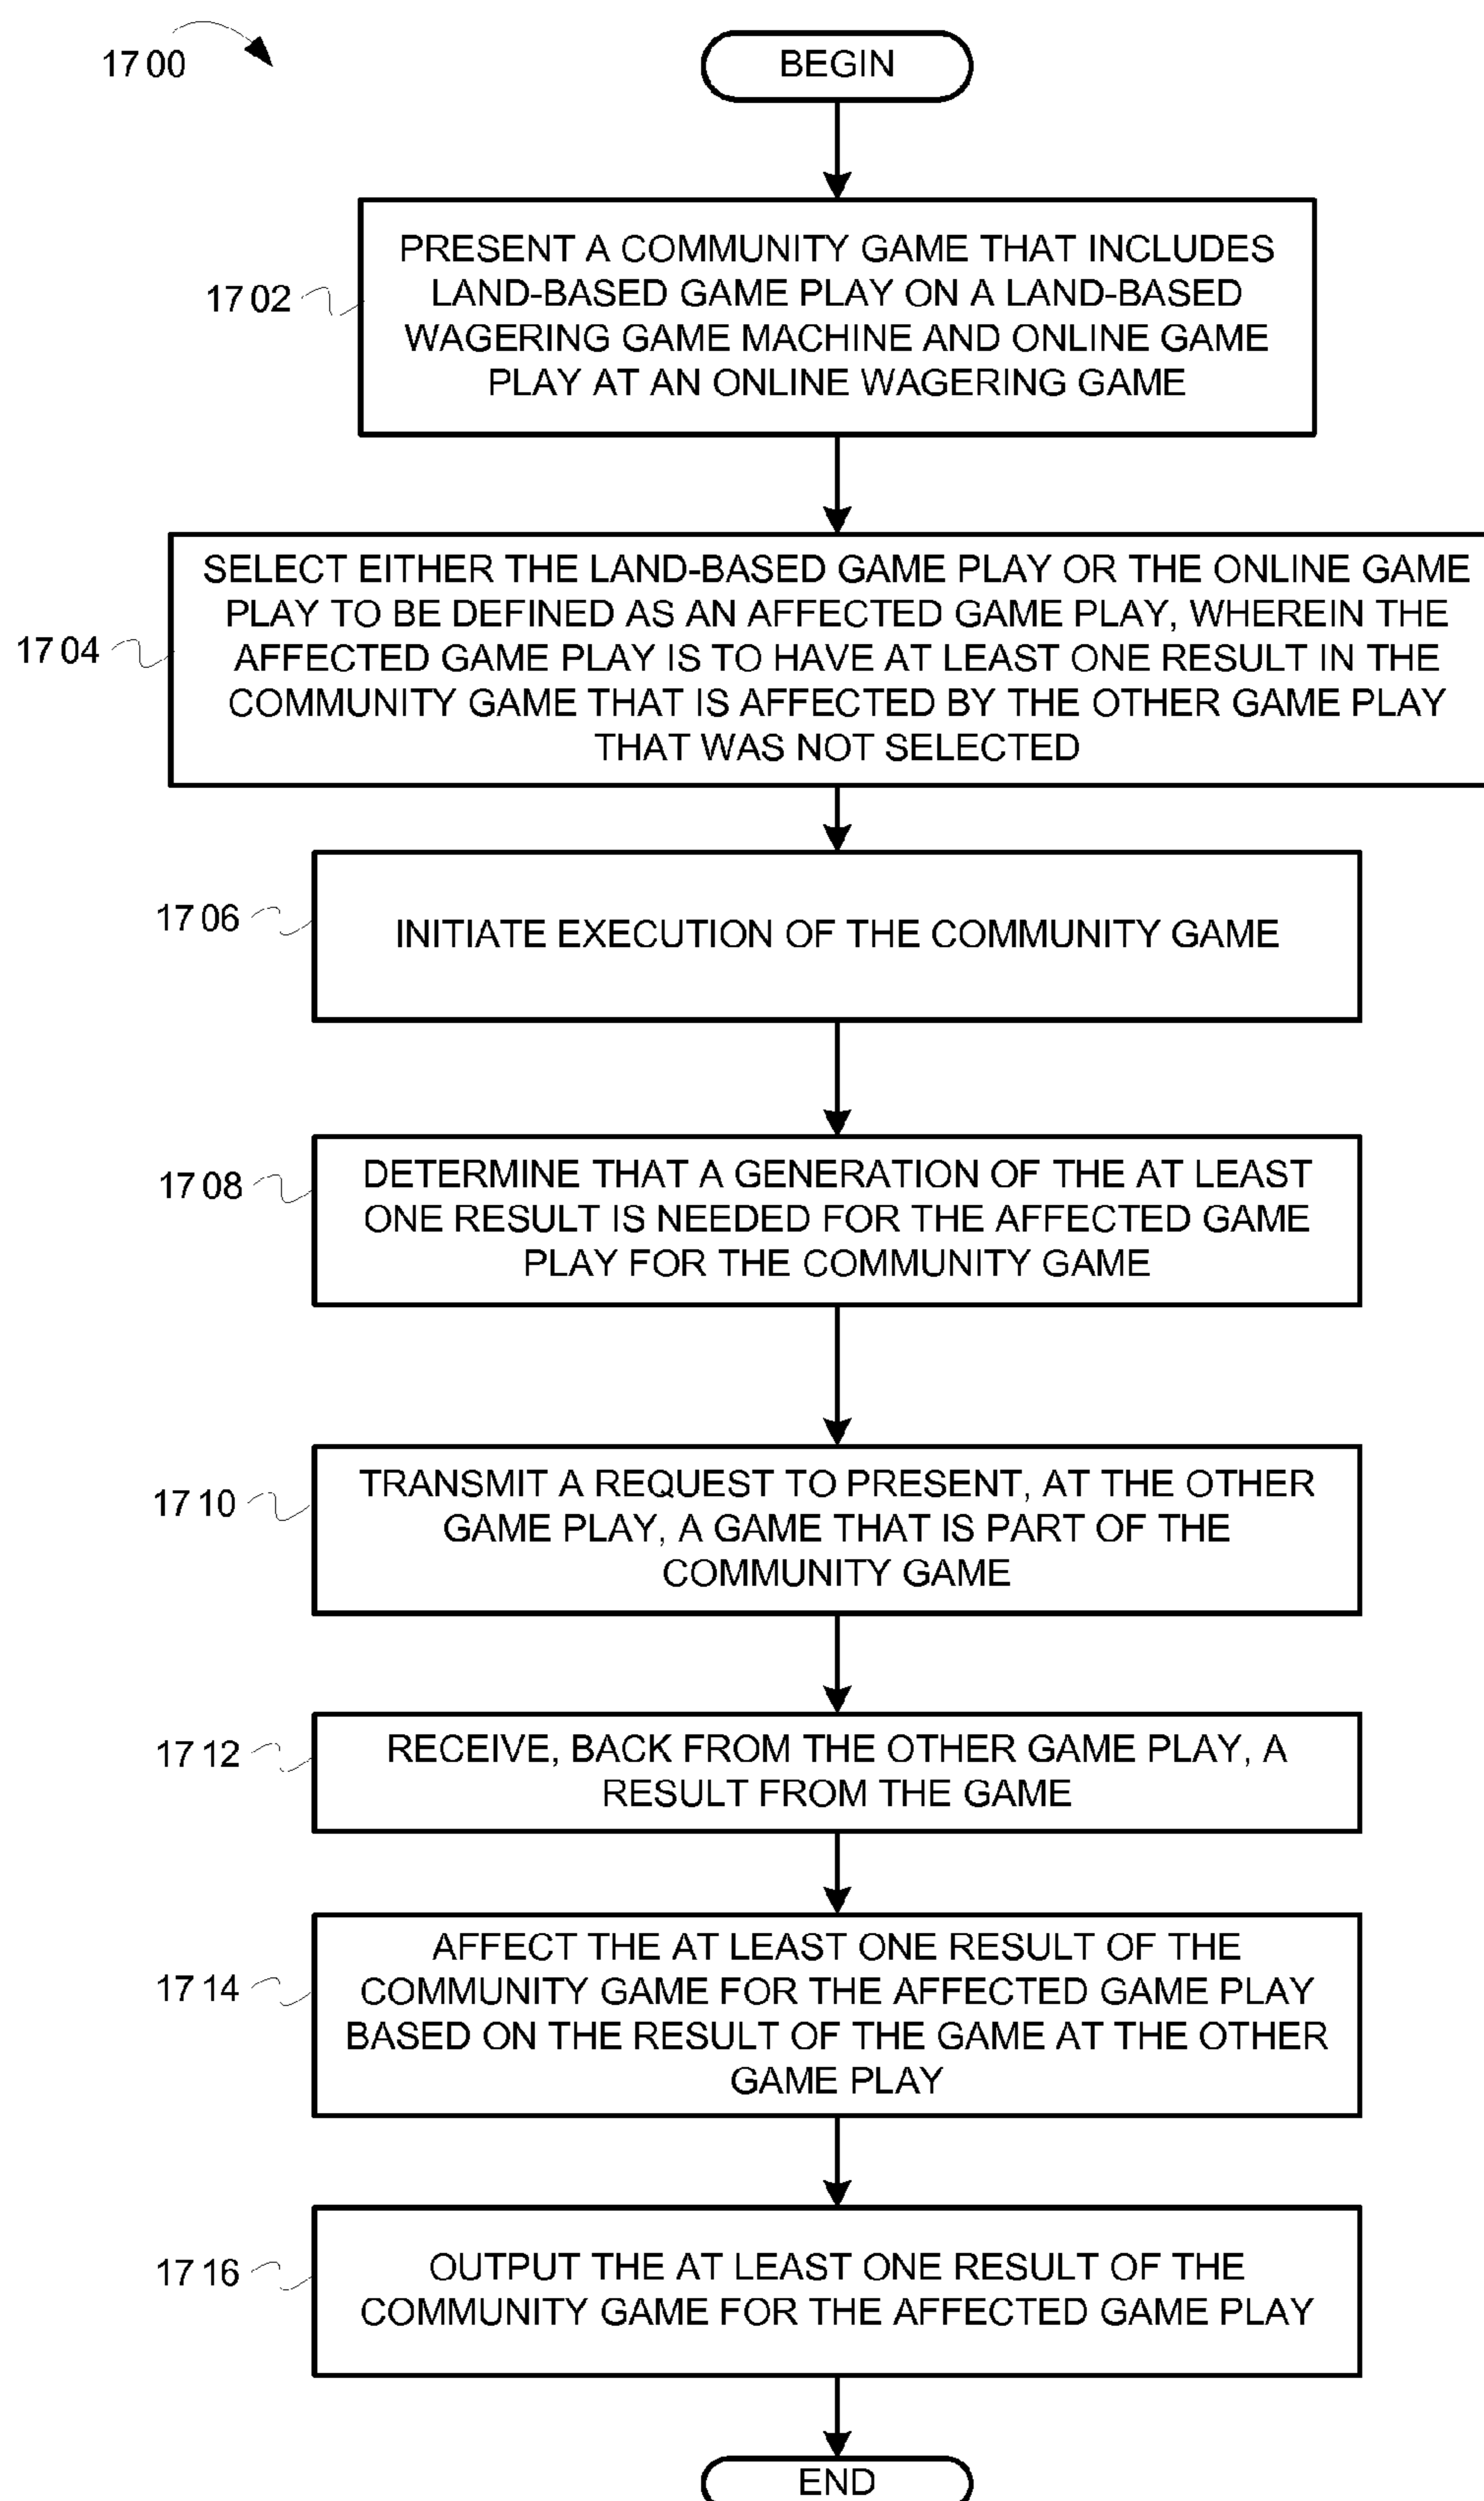 1700
BEGIN
1702
PRESENT A COMMUNITY GAME THAT INCLUDES
LAND-BASED GAME PLAY ON A LAND-BASED
WAGERING GAME MACHINE AND ONLINE GAME
PLAY AT AN ONLINE WAGERING GAME
1704
SELECT EITHER THE LAND-BASED GAME PLAY OR THE ONLINE GAME
PLAY TO BE DEFINED AS AN AFFECTED GAME PLAY, WHEREIN THE
AFFECTED GAME PLAY IS TO HAVE AT LEAST ONE RESULT IN THE
COMMUNITY GAME THAT IS AFFECTED BY THE OTHER GAME PLAY
THAT WAS NOT SELECTED
1706
INITIATE EXECUTION OF THE COMMUNITY GAME
1708
DETERMINE THAT A GENERATION OF THE AT LEAST
ONE RESULT IS NEEDED FOR THE AFFECTED GAME
PLAY FOR THE COMMUNITY GAME
1710
TRANSMIT A REQUEST TO PRESENT, AT THE OTHER
GAME PLAY, A GAME THAT IS PART OF THE
COMMUNITY GAME
1712
RECEIVE, BACK FROM THE OTHER GAME PLAY, A
RESULT FROM THE GAME
1714
AFFECT THE AT LEAST ONE RESULT OF THE
COMMUNITY GAME FOR THE AFFECTED GAME PLAY
BASED ON THE RESULT OF THE GAME AT THE OTHER
GAME PLAY
1716
OUTPUT THE AT LEAST ONE RESULT OF THE
COMMUNITY GAME FOR THE AFFECTED GAME PLAY
END